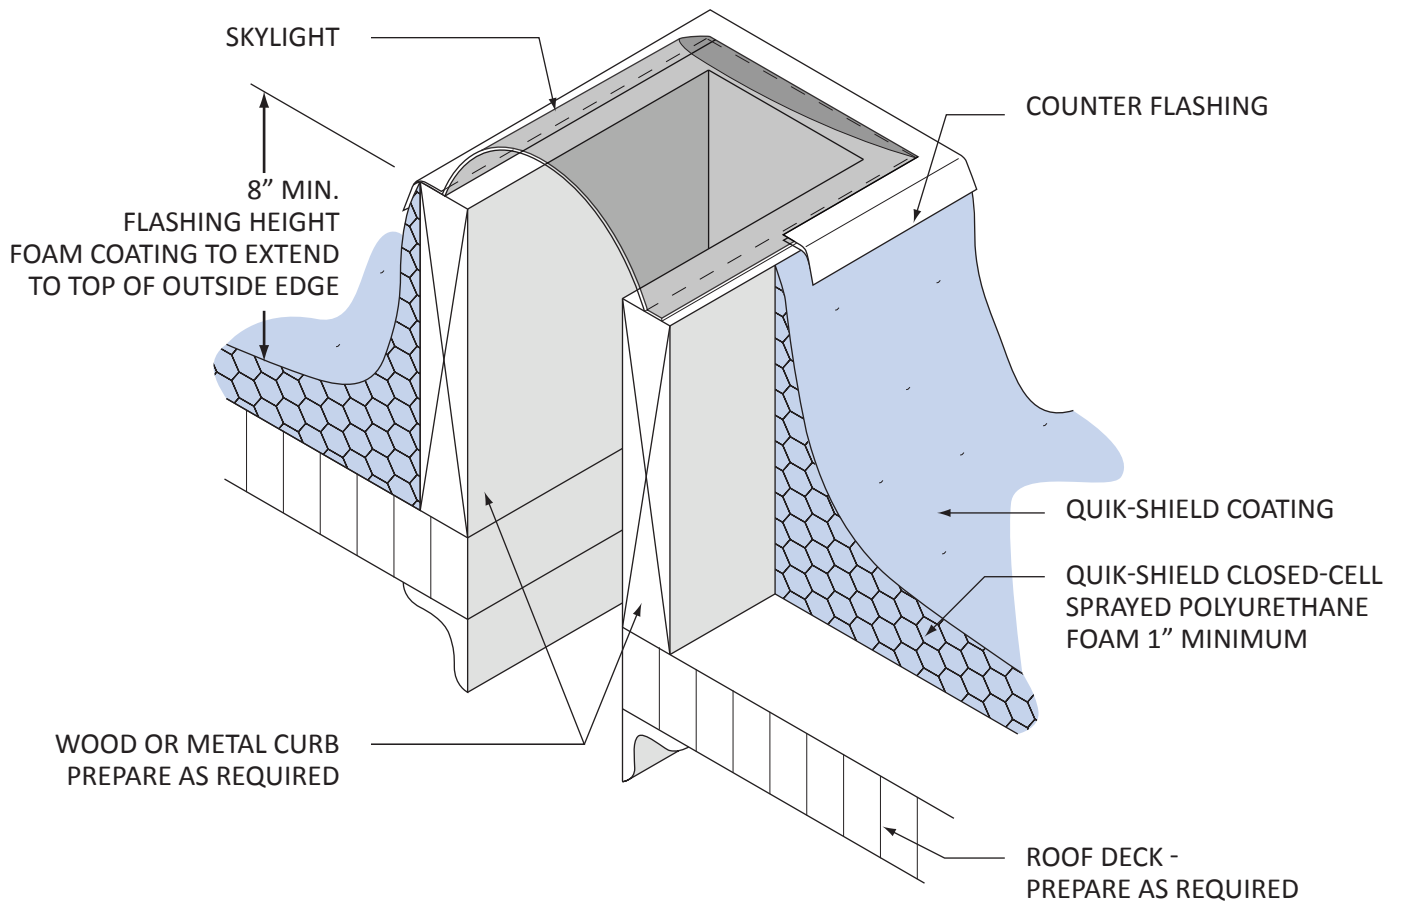 SKYLIGHT
COUNTER FLASHING
8” MIN.
FLASHING HEIGHT
FOAM COATING TO EXTEND
TO TOP OF OUTSIDE EDGE
QUIK-SHIELD COATING
QUIK-SHIELD CLOSED-CELL
SPRAYED POLYURETHANE
FOAM 1” MINIMUM
WOOD OR METAL CURB
PREPARE AS REQUIRED
ROOF DECK -
PREPARE AS REQUIRED